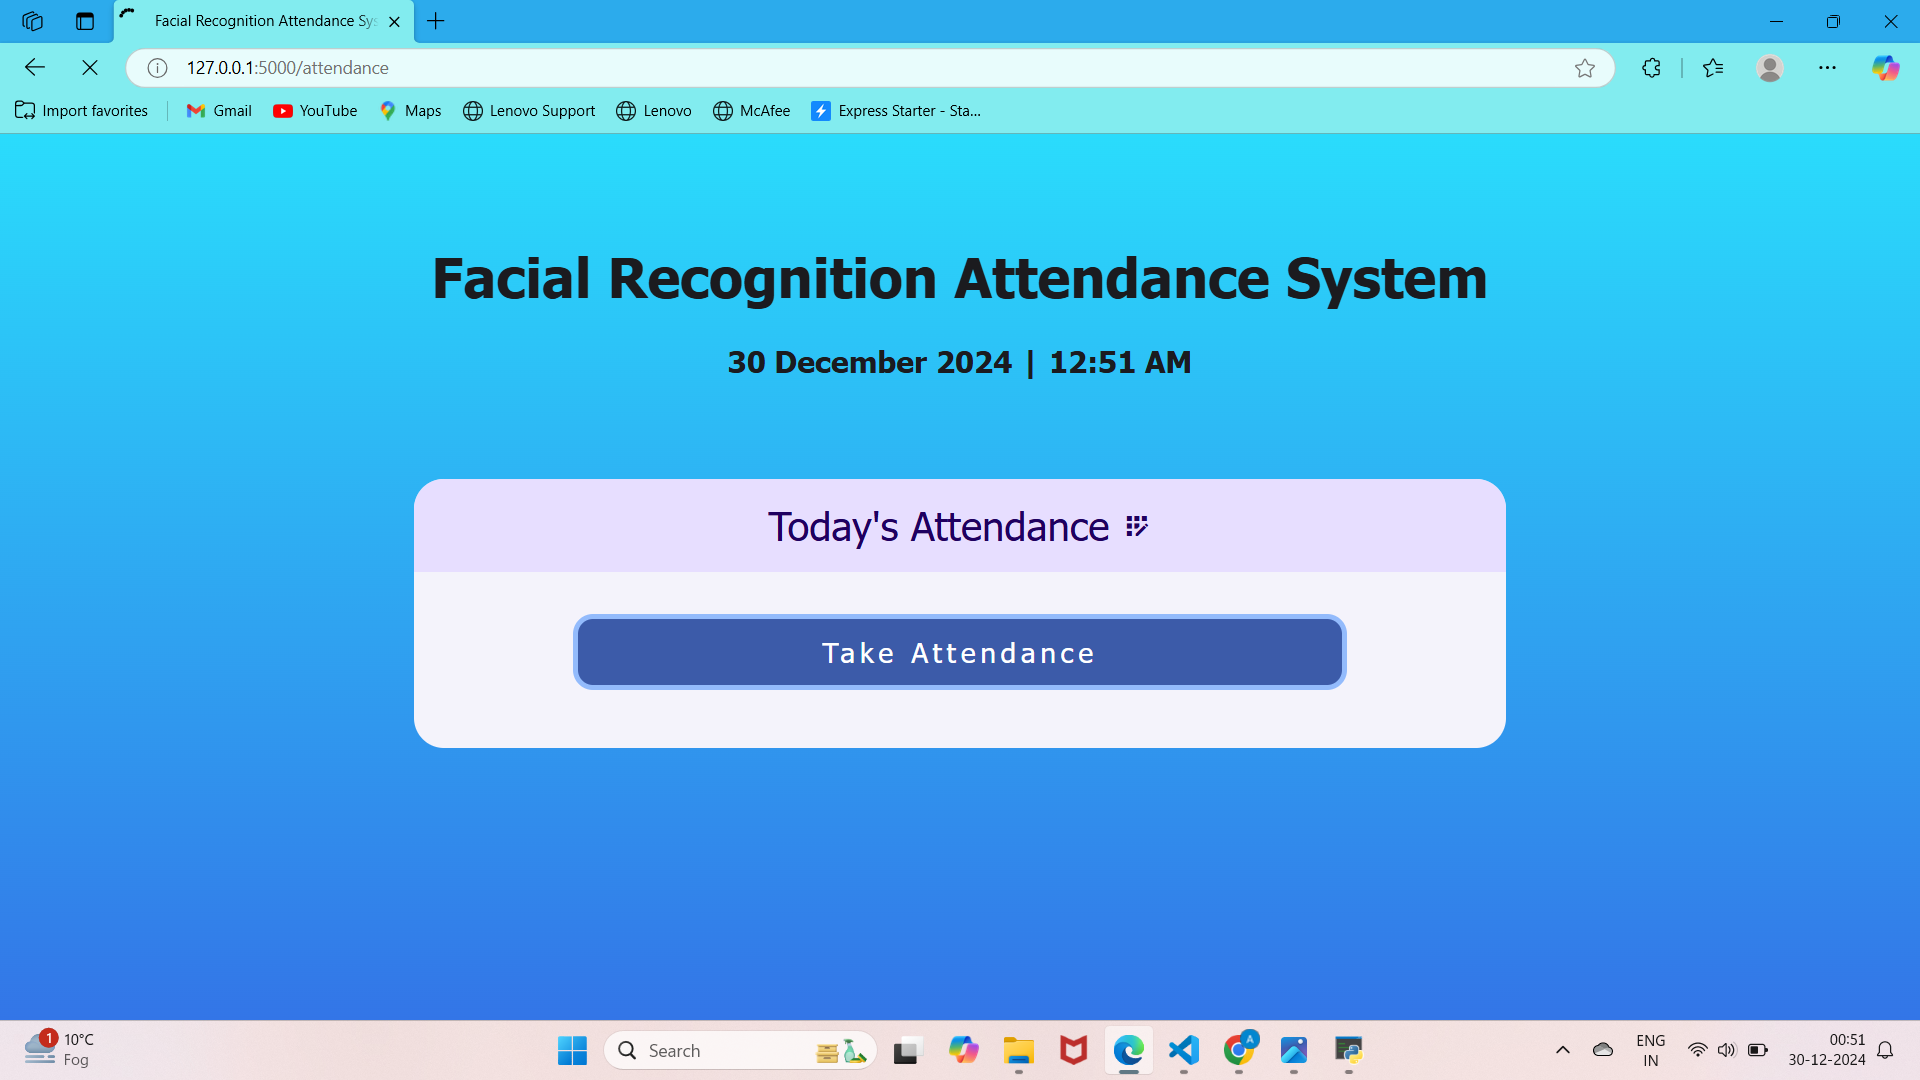 Facial Recognition Attendance Sys
127.0.0.1:5000/attendance
Import favorites
Gmail
YouTube
Maps
Lenovo Support
Lenovo
McAfee
Express Starter - Sta...
Facial Recognition Attendance System
30 December 2024 | 12:51 AM
Today's Attendance
Take Attendance
1
10°C
Fog
Search
A
ENG
IN
00:51
30-12-2024